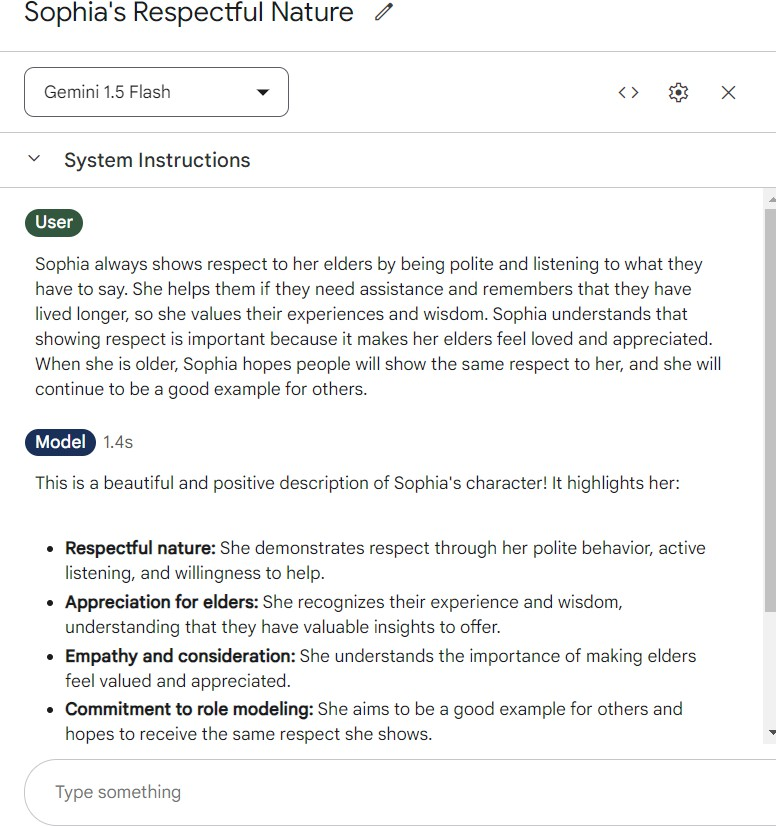 Sophia's Respectful Nature
Gemini 1.5 Flash
System Instructions
User
Sophia always shows respect to her elders by being polite and listening to what they
have to say. She helps them if they need assistance and remembers that they have
lived longer, so she values their experiences and wisdom. Sophia understands that
showing respect is important because it makes her elders feel loved and appreciated.
When she is older, Sophia hopes people will show the same respect to her, and she will
continue to be a good example for others.
Model 1.4s
This is a beautiful and positive description of Sophia's character! It highlights her:
• Respectful nature: She demonstrates respect through her polite behavior, active
listening, and willingness to help.
• Appreciation for elders: She recognizes their experience and wisdom,
understanding that they have valuable insights to offer.
• Empathy and consideration: She understands the importance of making elders
feel valued and appreciated.
• Commitment to role modeling: She aims to be a good example for others and
hopes to receive the same respect she shows.
Type something